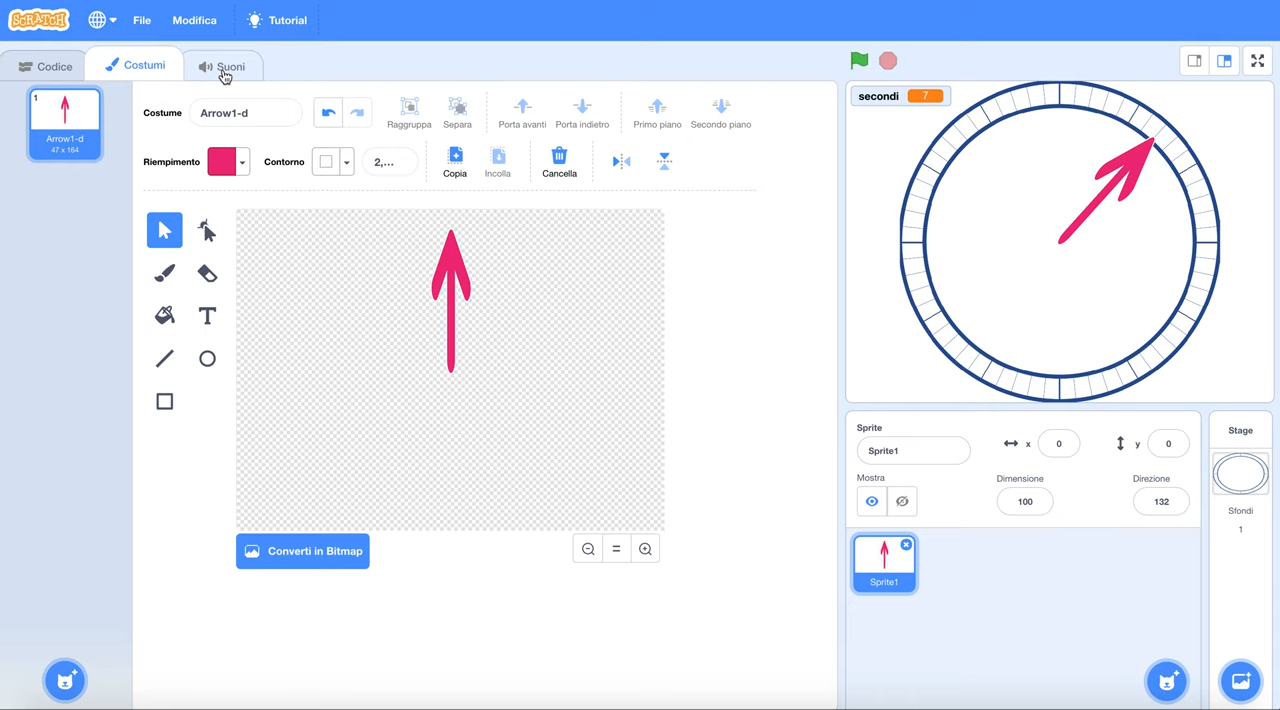 SCRATCH
File
Modifica
Tutorial
Codice
Costumi
Suoni
1
Arrow1-d
47 x 164
Costume
Arrow1-d
Raggruppa
Separa
Porta avanti
Porta indietro
Primo piano
Secondo piano
Riempimento
Contorno
2,...
Copia
Incolla
Cancella
T
Converti in Bitmap
secondi 7
Sprite
Sprite1
x 0
y 0
Mostra
Dimensione
100
Direzione
132
Sprite1
Stage
Sfondi
1